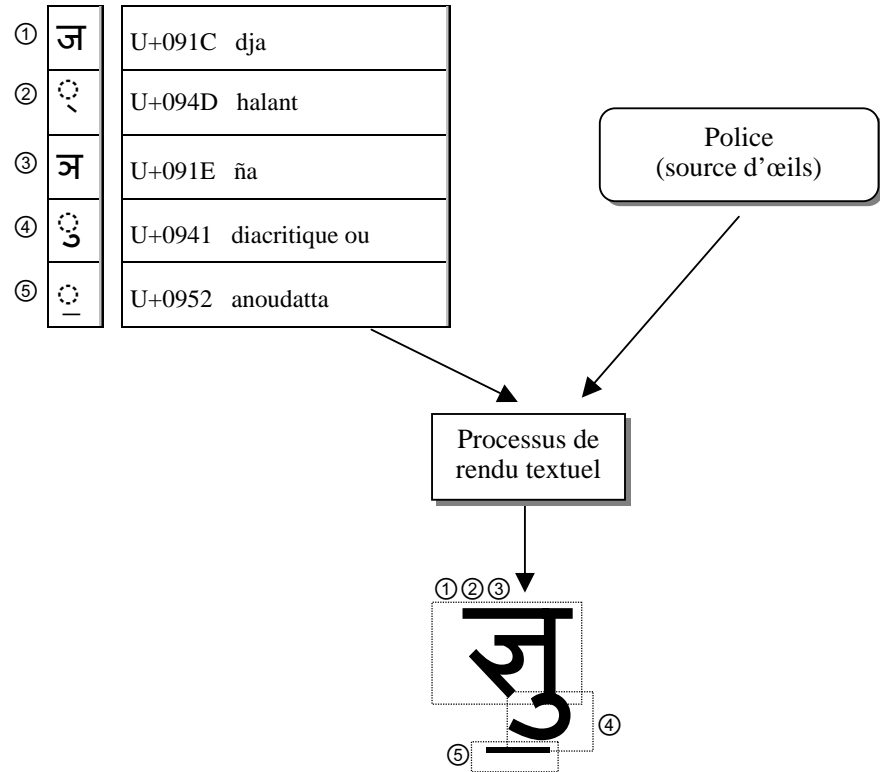 ① ज U+091C dja
② ◌् U+094D halant
③ ञ U+091E ña
④ ◌ु U+0941 diacritique ou
⑤ ◌॒ U+0952 anoudatta
Police
(source d'œils)
Processus de
rendu textuel
①②③
ज्ञु॒
④
⑤